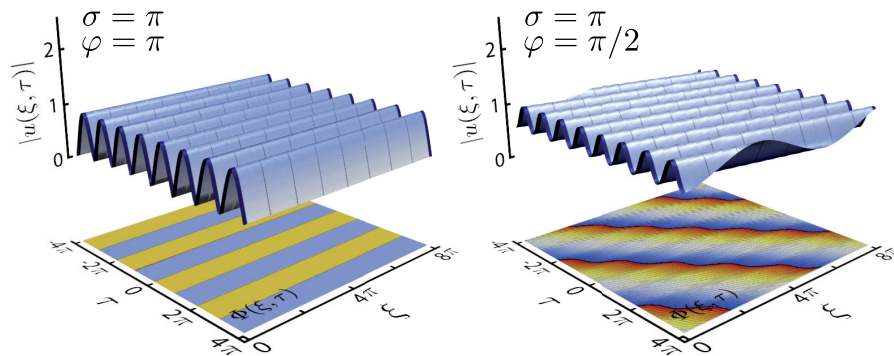 σ = π
φ = π
|u(ξ, τ)|
2
1
0
-4π
-2π
0
2π
4π
τ
Φ(ξ,τ)
0
4π
8π
ξ
σ = π
φ = π/2
|u(ξ, τ)|
2
1
0
-4π
-2π
0
2π
4π
τ
Φ(ξ,τ)
0
4π
8π
ξ